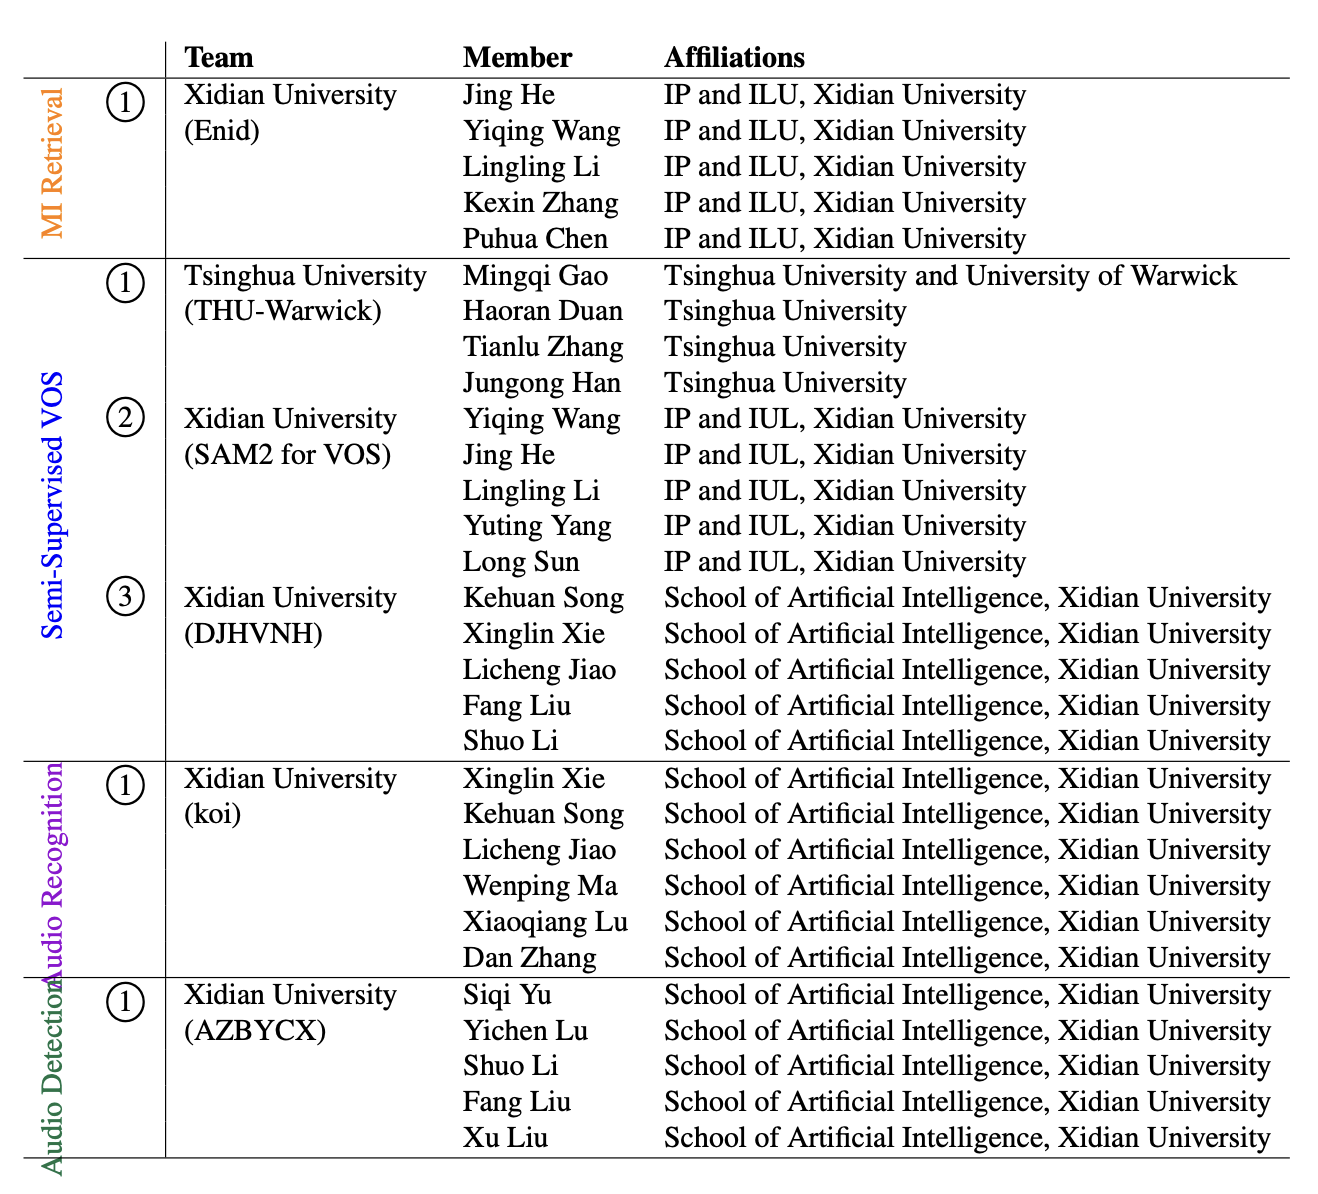 Team Member Affiliations
MI Retrieval
1 Xidian University Jing He IP and ILU, Xidian University
(Enid) Yiqing Wang IP and ILU, Xidian University
Lingling Li IP and ILU, Xidian University
Kexin Zhang IP and ILU, Xidian University
Puhua Chen IP and ILU, Xidian University
Semi-Supervised VOS
1 Tsinghua University Mingqi Gao Tsinghua University and University of Warwick
(THU-Warwick) Haoran Duan Tsinghua University
Tianlu Zhang Tsinghua University
Jungong Han Tsinghua University
2 Xidian University Yiqing Wang IP and IUL, Xidian University
(SAM2 for VOS) Jing He IP and IUL, Xidian University
Lingling Li IP and IUL, Xidian University
Yuting Yang IP and IUL, Xidian University
Long Sun IP and IUL, Xidian University
3 Xidian University Kehuan Song School of Artificial Intelligence, Xidian University
(DJHVNH) Xinglin Xie School of Artificial Intelligence, Xidian University
Licheng Jiao School of Artificial Intelligence, Xidian University
Fang Liu School of Artificial Intelligence, Xidian University
Shuo Li School of Artificial Intelligence, Xidian University
Audio Recognition
1 Xidian University Xinglin Xie School of Artificial Intelligence, Xidian University
(koi) Kehuan Song School of Artificial Intelligence, Xidian University
Licheng Jiao School of Artificial Intelligence, Xidian University
Wenping Ma School of Artificial Intelligence, Xidian University
Xiaoqiang Lu School of Artificial Intelligence, Xidian University
Dan Zhang School of Artificial Intelligence, Xidian University
Audio Detection
1 Xidian University Siqi Yu School of Artificial Intelligence, Xidian University
(AZBYCX) Yichen Lu School of Artificial Intelligence, Xidian University
Shuo Li School of Artificial Intelligence, Xidian University
Fang Liu School of Artificial Intelligence, Xidian University
Xu Liu School of Artificial Intelligence, Xidian University